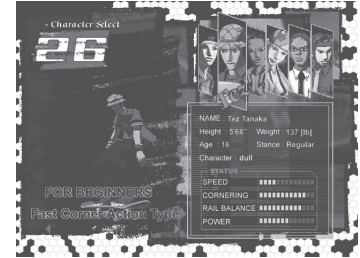 - Character Select
26
NAME : Tez Tanaka
Height : 5'68" Weight : 137 [lb]
Age : 18 Stance : Regular
Character : dull
STATUS
SPEED
CORNERING
RAIL BALANCE
POWER
FOR BEGINNERS
Fast Corner-Action Type